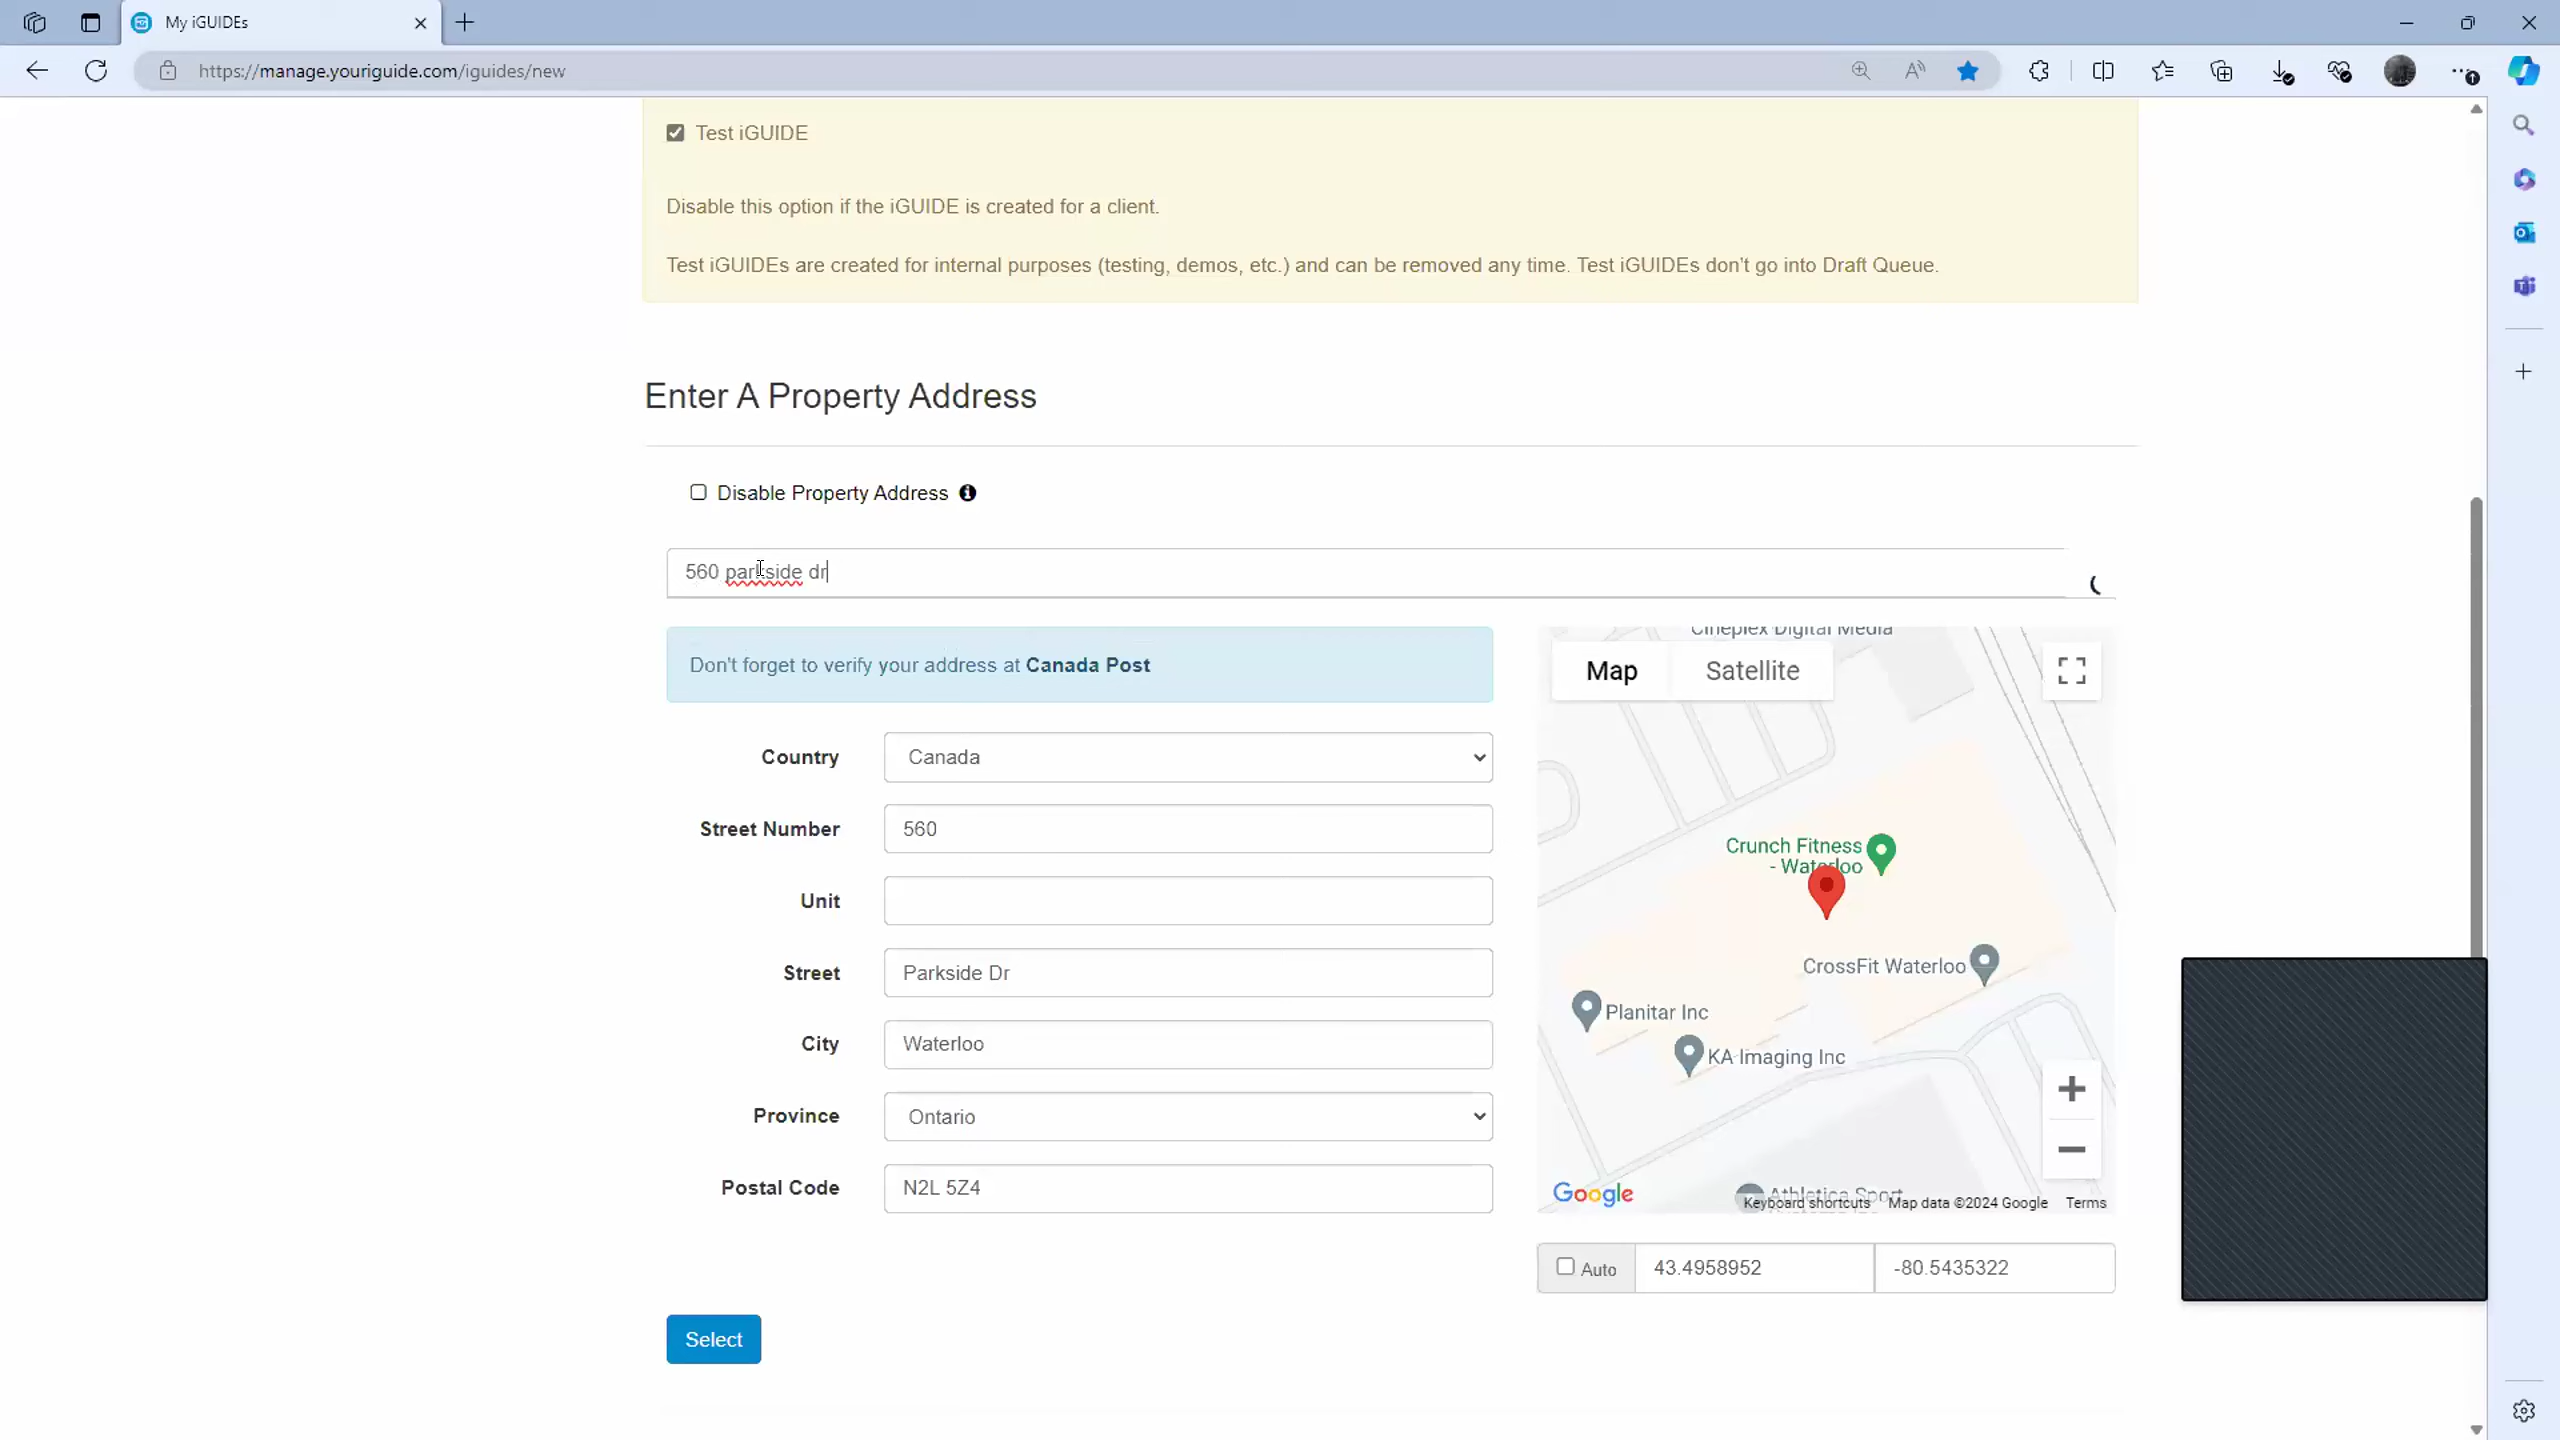 My iGUIDEs
https://manage.youriguide.com/iguides/new
Test iGUIDE
Disable this option if the iGUIDE is created for a client.
Test iGUIDEs are created for internal purposes (testing, demos, etc.) and can be removed any time. Test iGUIDEs don't go into Draft Queue.
Enter A Property Address
Disable Property Address
560 parkside dr
Don't forget to verify your address at Canada Post
Country
Canada
Street Number
560
Unit
Street
Parkside Dr
City
Waterloo
Province
Ontario
Postal Code
N2L 5Z4
Select
Cineplex Digital Media
Map
Satellite
Crunch Fitness
- Waterloo
CrossFit Waterloo
Planitar Inc
KA Imaging Inc
Athletica Sport
Google
Keyboard shortcuts
Map data ©2024 Google
Terms
Auto
43.4958952
-80.5435322